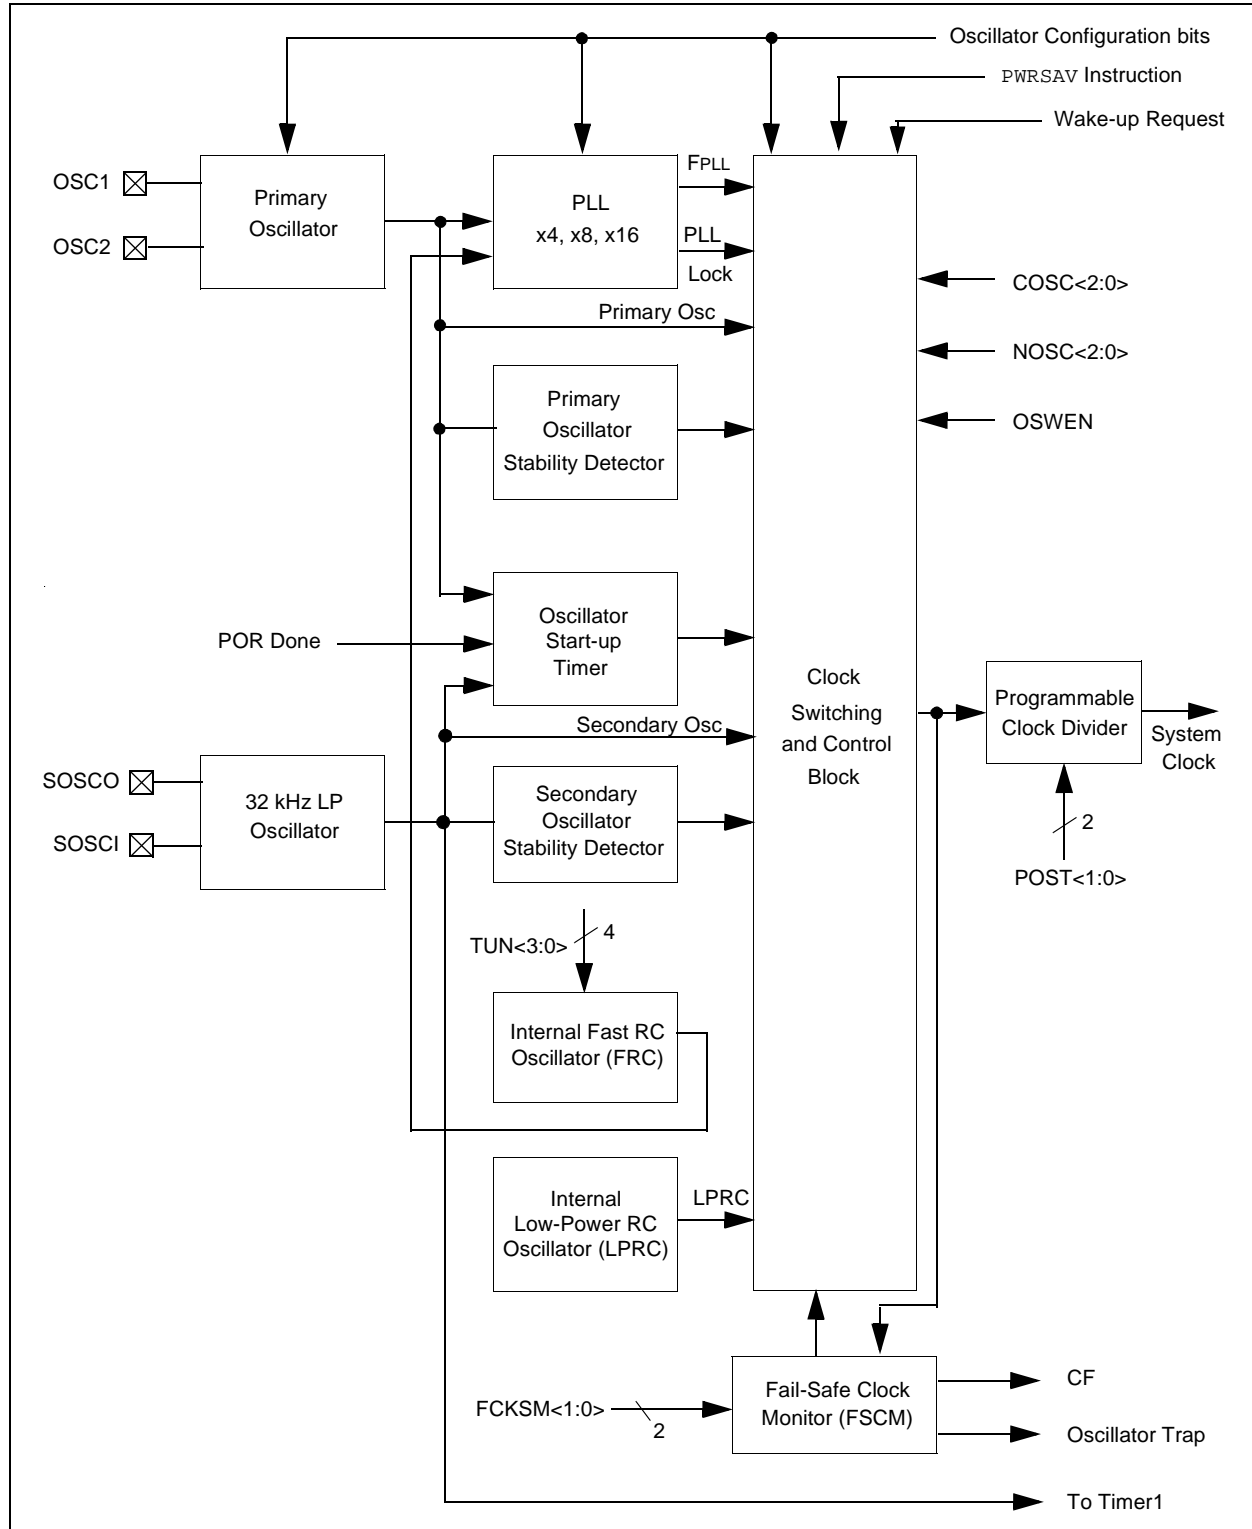 Oscillator Configuration bits
PWRSAV Instruction
Wake-up Request
OSC1
OSC2
Primary
Oscillator
PLL
x4, x8, x16
FPLL
PLL
Lock
COSC<2:0>
NOSC<2:0>
OSWEN
Primary Osc
Primary
Oscillator
Stability Detector
POR Done
Oscillator
Start-up
Timer
Clock
Switching
and Control
Block
Programmable
Clock Divider
System
Clock
2
POST<1:0>
Secondary Osc
SOSCO
SOSCI
32 kHz LP
Oscillator
Secondary
Oscillator
Stability Detector
TUN<3:0>
4
Internal Fast RC
Oscillator (FRC)
Internal
Low-Power RC
Oscillator (LPRC)
LPRC
FCKSM<1:0>
2
Fail-Safe Clock
Monitor (FSCM)
CF
Oscillator Trap
To Timer1